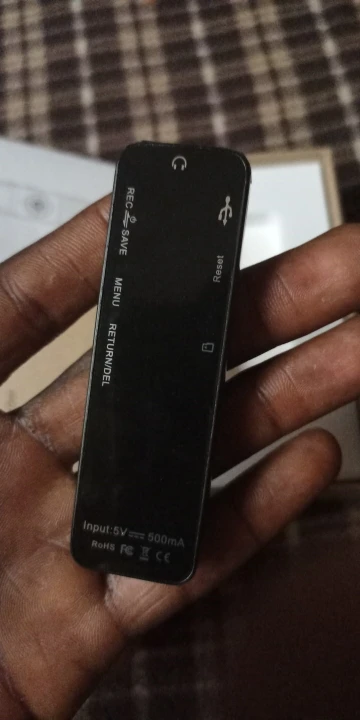 REC SAVE
MENU
RETURN/DEL
Reset
Input:5V 500mA
RoHS FC CE